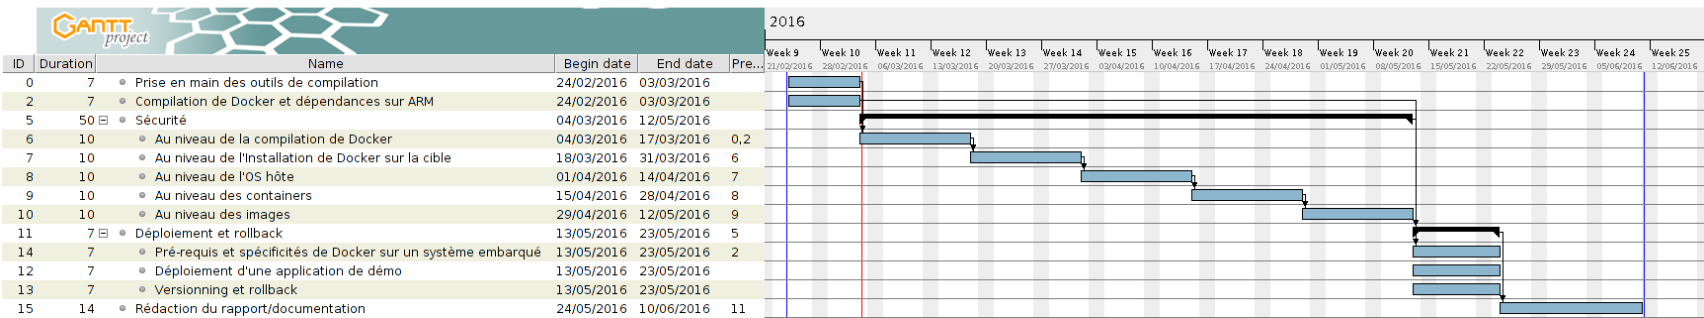 GANTT project
2016
Week 9 Week 10 Week 11 Week 12 Week 13 Week 14 Week 15 Week 16 Week 17 Week 18 Week 19 Week 20 Week 21 Week 22 Week 23 Week 24 Week 25
21/02/2016 28/02/2016 06/03/2016 13/03/2016 20/03/2016 27/03/2016 03/04/2016 10/04/2016 17/04/2016 24/04/2016 01/05/2016 08/05/2016 15/05/2016 22/05/2016 29/05/2016 05/06/2016 12/06/2016
ID Duration Name Begin date End date Pre...
0 7 Prise en main des outils de compilation 24/02/2016 03/03/2016
2 7 Compilation de Docker et dépendances sur ARM 24/02/2016 03/03/2016
5 50 Sécurité 04/03/2016 12/05/2016
6 10 Au niveau de la compilation de Docker 04/03/2016 17/03/2016 0,2
7 10 Au niveau de l'Installation de Docker sur la cible 18/03/2016 31/03/2016 6
8 10 Au niveau de l'OS hôte 01/04/2016 14/04/2016 7
9 10 Au niveau des containers 15/04/2016 28/04/2016 8
10 10 Au niveau des images 29/04/2016 12/05/2016 9
11 7 Déploiement et rollback 13/05/2016 23/05/2016 5
14 7 Pré-requis et spécificités de Docker sur un système embarqué 13/05/2016 23/05/2016 2
12 7 Déploiement d'une application de démo 13/05/2016 23/05/2016
13 7 Versionning et rollback 13/05/2016 23/05/2016
15 14 Rédaction du rapport/documentation 24/05/2016 10/06/2016 11